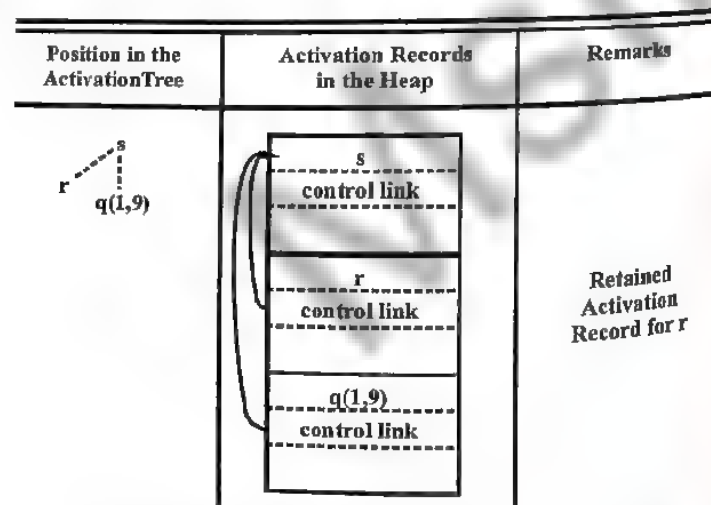 Position in the
ActivationTree
Activation Records
in the Heap
Remarks
s
r
q(1,9)
s
control link
r
control link
q(1,9)
control link
Retained
Activation
Record for r